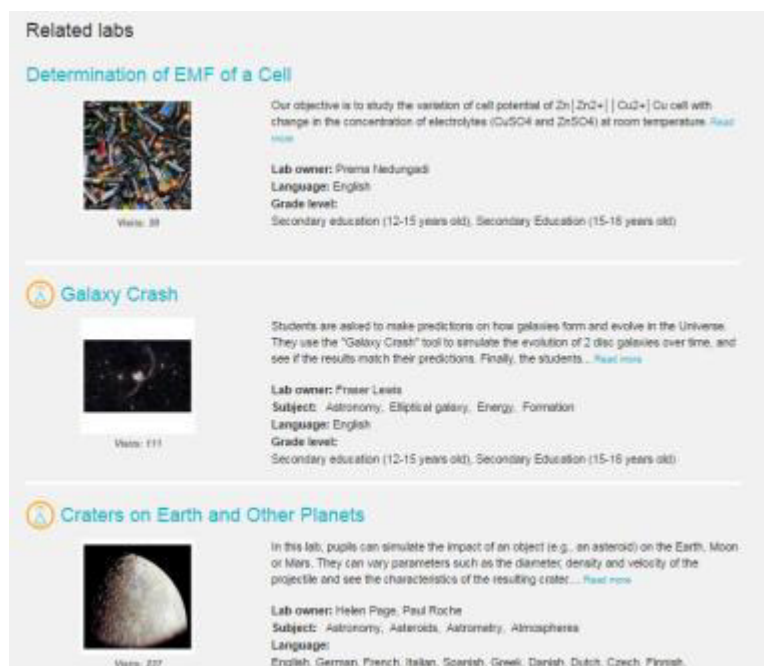 Related labs
Determination of EMF of a Cell
Our objective is to study the variation of cell potential of Zn|Zn2+||Cu2+|Cu cell with
change in the concentration of electrolytes (CuSO4 and ZnSO4) at room temperature. Read
more
Lab owner: Prema Nedungadi
Language: English
Grade level:
Secondary education (12-15 years old), Secondary Education (15-18 years old)
Visits:
Galaxy Crash
Students are asked to make predictions on how galaxies form and evolve in the Universe.
They use the "Galaxy Crash" tool to simulate the evolution of 2 disc galaxies over time, and
see if the results match their predictions. Finally, the students... Read more
Lab owner: Fraser Lewis
Subject: Astronomy, Elliptical galaxy, Energy, Formation
Language: English
Grade level:
Secondary education (12-15 years old), Secondary Education (15-18 years old)
Visits: 111
Craters on Earth and Other Planets
In this lab, pupils can simulate the impact of an object (e.g., an asteroid) on the Earth, Moon
or Mars. They can vary parameters such as the diameter, density and velocity of the
projectile and see the characteristics of the resulting crater.... Read more
Lab owner: Helen Page, Paul Roche
Subject: Astronomy, Asteroids, Astrometry, Atmospheres
Language:
English, German, French, Italian, Spanish, Greek, Danish, Dutch, Czech, Finnish,
Visits: